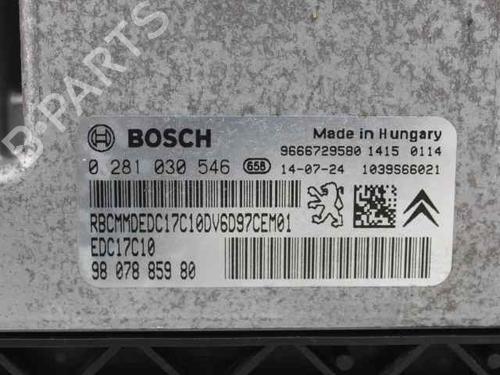 BOSCH
Made in Hungary
9666729580 1415 0114
0 281 030 546 658 14-07-24 1039S66021
RBCMMDEDC17C10DV6D97CEM01
EDC17C10
98 078 859 80
B-PARTS